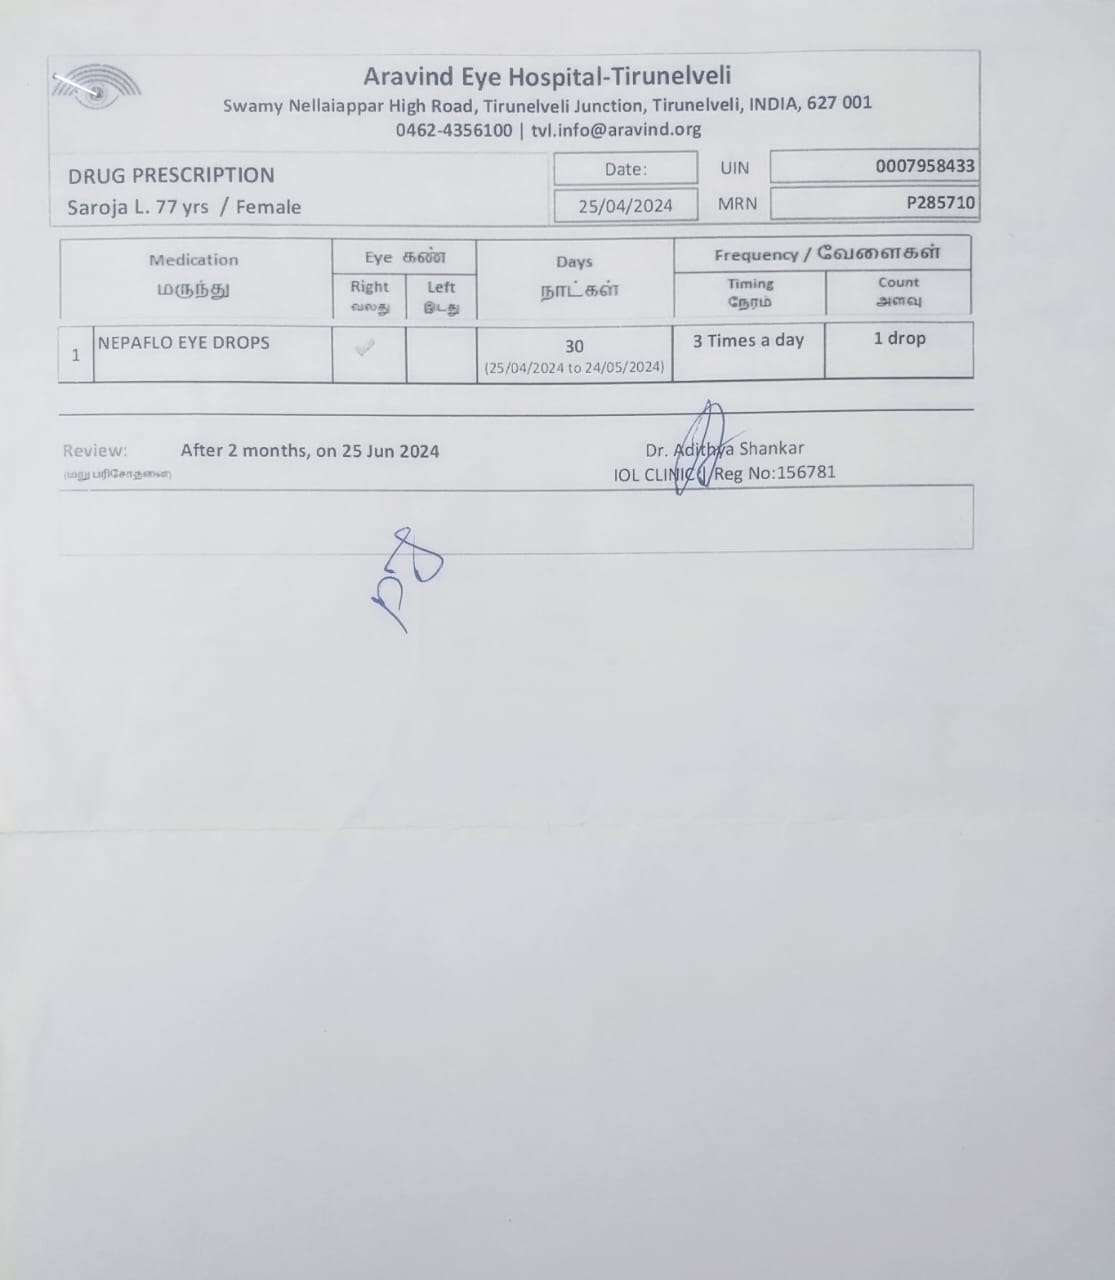 Aravind Eye Hospital-Tirunelveli
Swamy Nellaiappar High Road, Tirunelveli Junction, Tirunelveli, INDIA, 627 001
0462-4356100 | tvl.info@aravind.org
DRUG PRESCRIPTION Date: UIN 0007958433
Saroja L. 77 yrs / Female 25/04/2024 MRN P285710
Medication Eye கண் Days Frequency / வேளைகள்
மருந்து Right Left நாட்கள் Timing Count
வலது இடது நேரம் அளவு
1 NEPAFLO EYE DROPS 30 3 Times a day 1 drop
(25/04/2024 to 24/05/2024)
Review: After 2 months, on 25 Jun 2024 Dr. Adithya Shankar
(மறு பரிசோதனை) IOL CLINIC | Reg No:156781